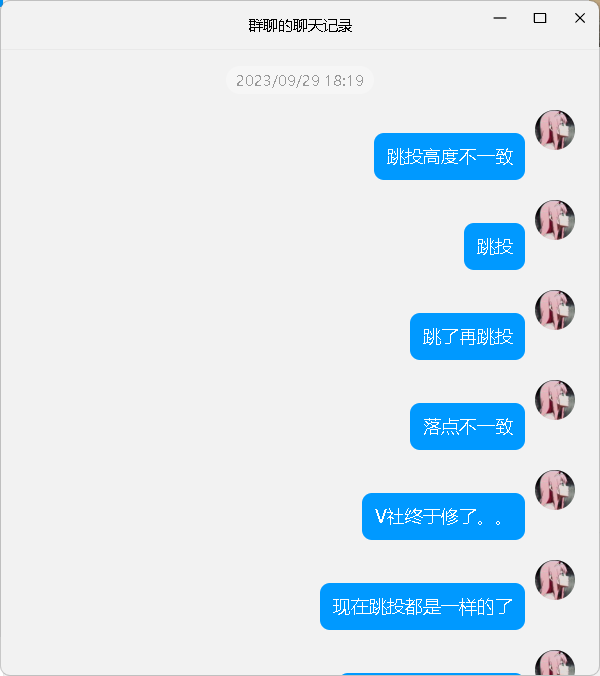 群聊的聊天记录
2023/09/29 18:19
跳投高度不一致
跳投
跳了再跳投
落点不一致
V社终于修了。。
现在跳投都是一样的了